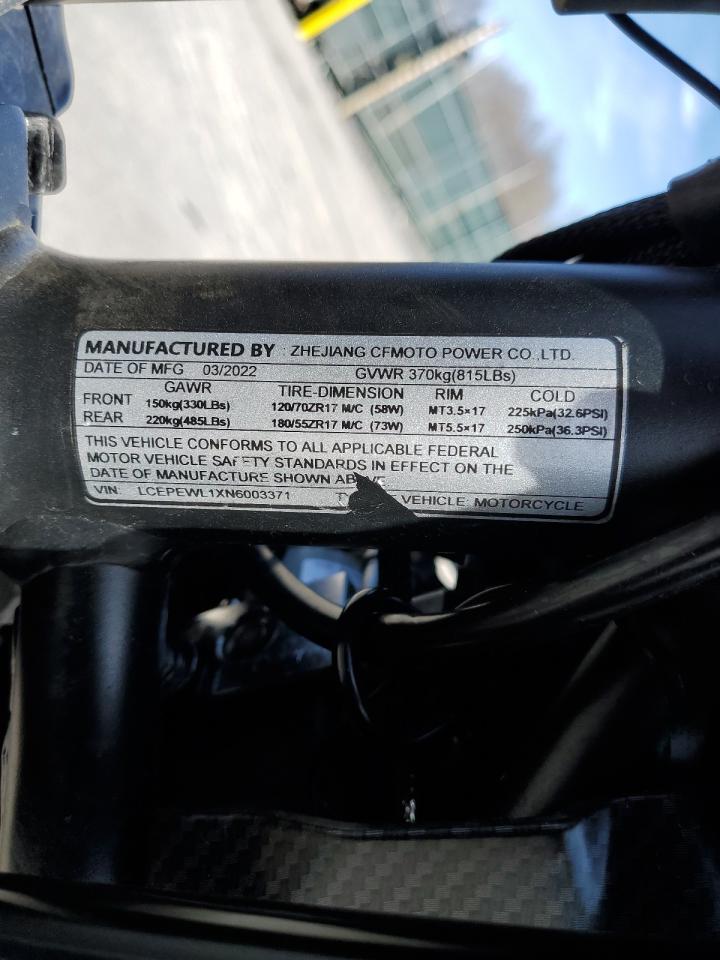 MANUFACTURED BY : ZHEJIANG CFMOTO POWER CO.,LTD.
DATE OF MFG 03/2022 GVWR 370kg(815LBs)
GAWR TIRE-DIMENSION RIM COLD
FRONT 150kg(330LBs) 120/70ZR17 M/C (58W) MT3.5×17 225kPa(32.6PSI)
REAR 220kg(485LBs) 180/55ZR17 M/C (73W) MT5.5×17 250kPa(36.3PSI)
THIS VEHICLE CONFORMS TO ALL APPLICABLE FEDERAL
MOTOR VEHICLE SAFETY STANDARDS IN EFFECT ON THE
DATE OF MANUFACTURE SHOWN ABOVE
VIN: LCEPEWL1XN6003371 VEHICLE: MOTORCYCLE